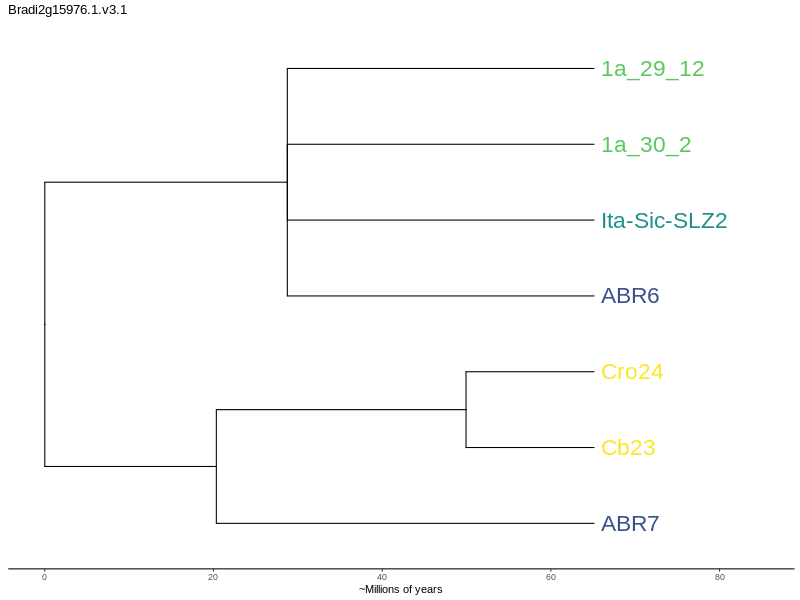 Bradi2g15976.1.v3.1
1a_29_12
1a_30_2
Ita-Sic-SLZ2
ABR6
Cro24
Cb23
ABR7
0 20 40 60 80
~Millions of years